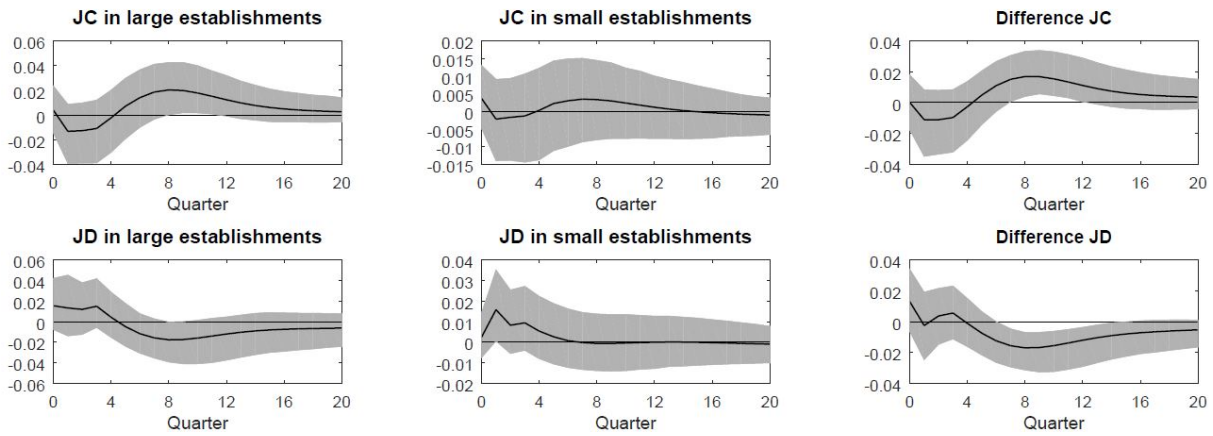 JC in large establishments
0.06
0.04
0.02
0
-0.02
-0.04
0 4 8 12 16 20
Quarter
JC in small establishments
0.02
0.015
0.01
0.005
0
-0.005
-0.01
-0.015
0 4 8 12 16 20
Quarter
Difference JC
0.04
0.02
0
-0.02
-0.04
0 4 8 12 16 20
Quarter
JD in large establishments
0.06
0.04
0.02
0
-0.02
-0.04
-0.06
0 4 8 12 16 20
Quarter
JD in small establishments
0.04
0.03
0.02
0.01
0
-0.01
-0.02
0 4 8 12 16 20
Quarter
Difference JD
0.04
0.02
0
-0.02
-0.04
0 4 8 12 16 20
Quarter